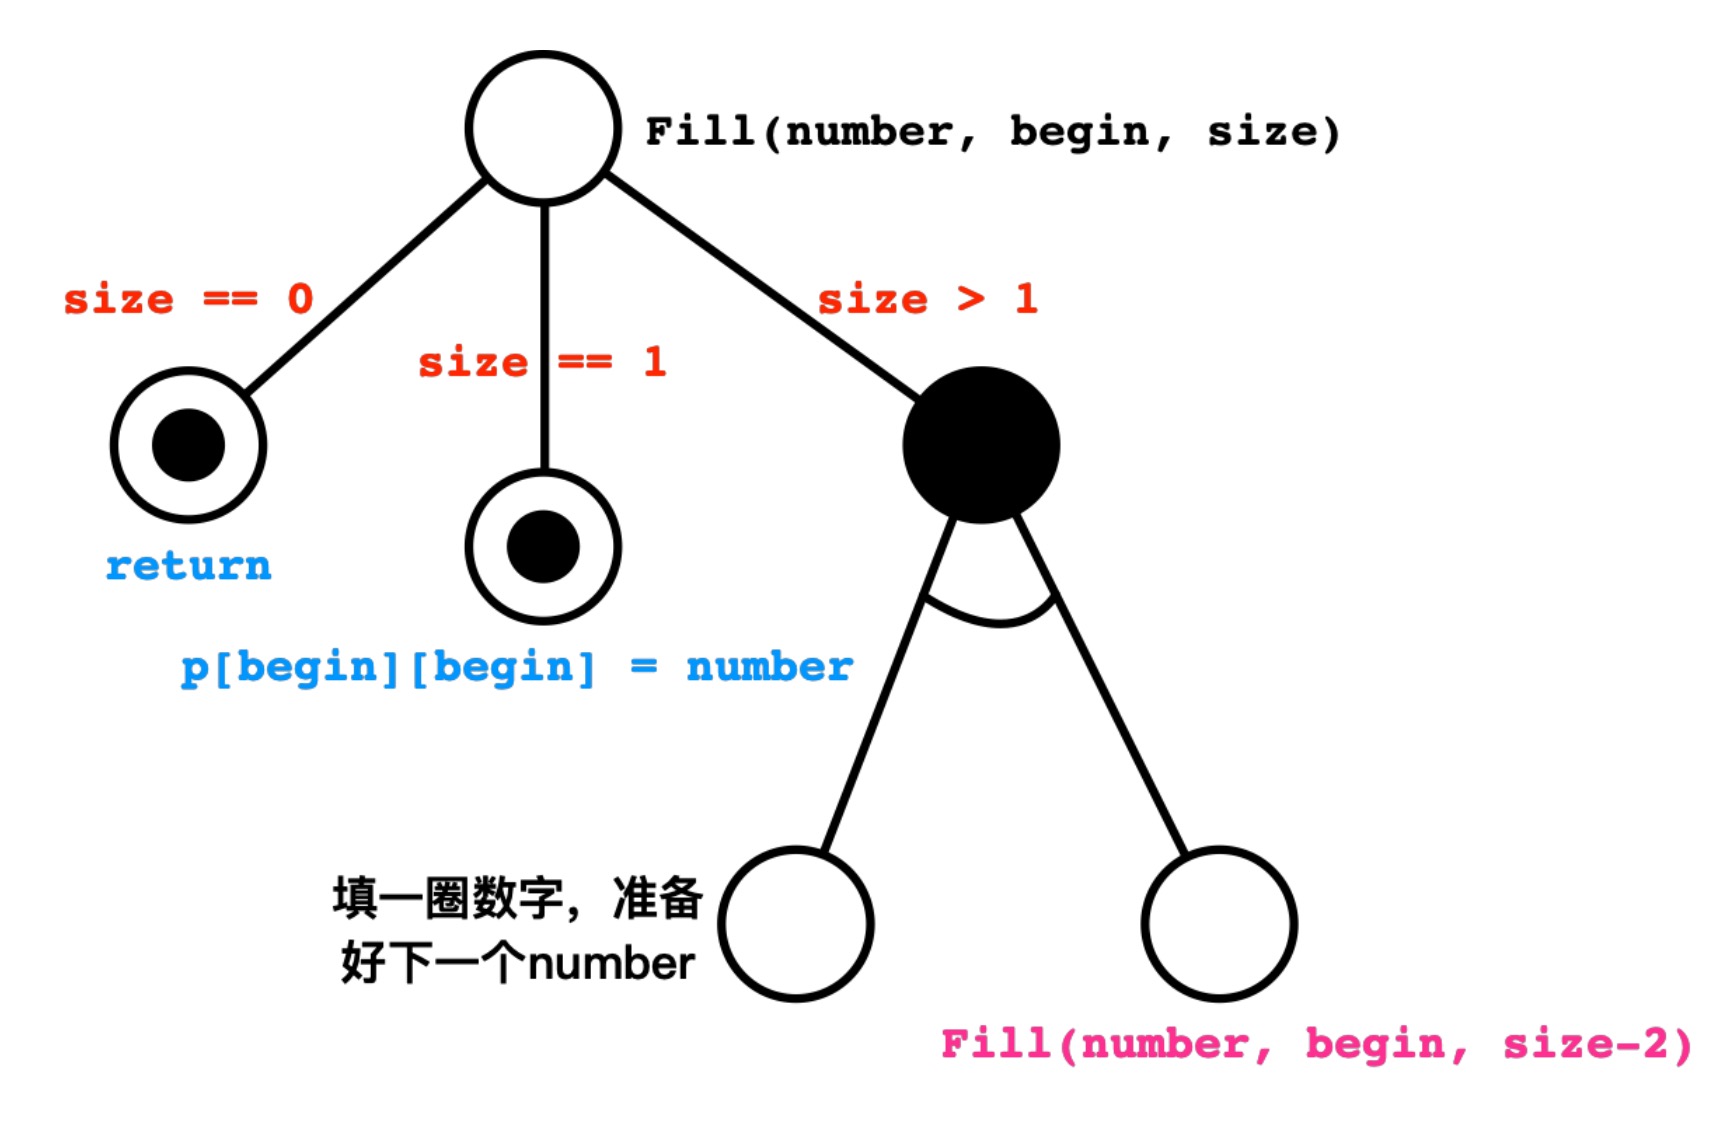 Fill(number, begin, size)
size == 0
size > 1
size == 1
return
p[begin][begin] = number
填一圈数字，准备
好下一个number
Fill(number, begin, size-2)